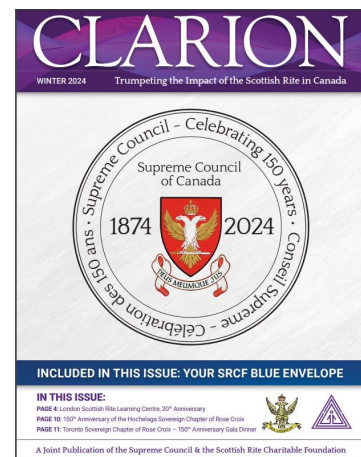 CLARION
WINTER 2024 Trumpeting the Impact of the Scottish Rite in Canada
Supreme Council – Celebrating 150 years · Conseil Suprême – Célébration des 150 ans ·
Supreme Council
of Canada
1874 2024
DEUS MEUMQUE JUS
INCLUDED IN THIS ISSUE: YOUR SRCF BLUE ENVELOPE
IN THIS ISSUE:
PAGE 4: London Scottish Rite Learning Centre, 20th Anniversary
PAGE 10: 150th Anniversary of the Hochelaga Sovereign Chapter of Rose Croix
PAGE 11: Toronto Sovereign Chapter of Rose Croix – 150th Anniversary Gala Dinner
A Joint Publication of the Supreme Council & the Scottish Rite Charitable Foundation